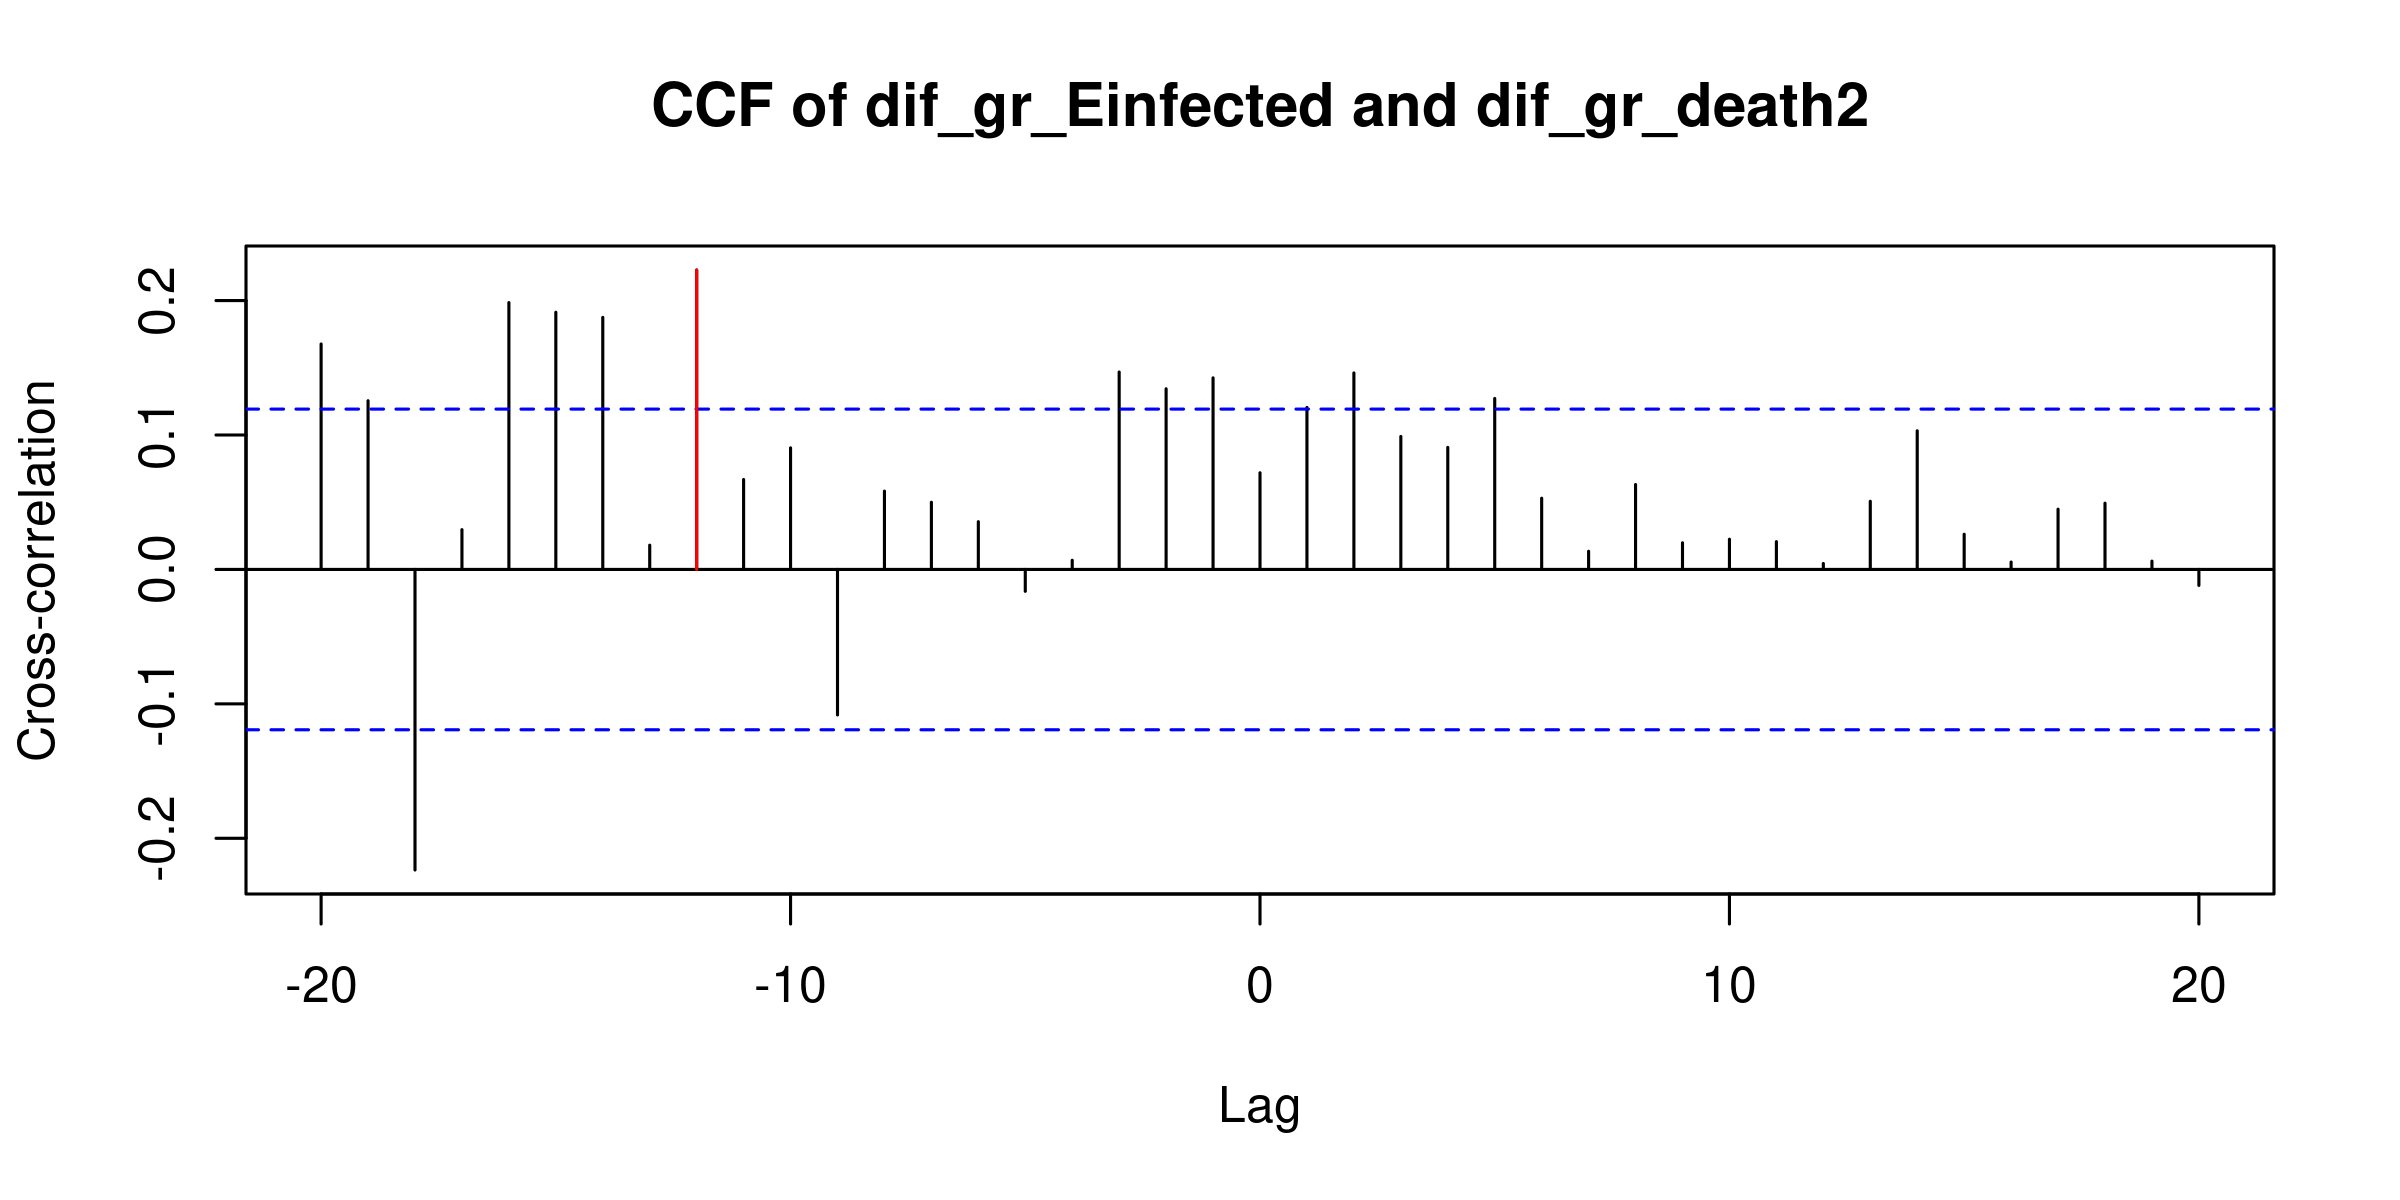 CCF of dif_gr_Einfected and dif_gr_death2
Cross-correlation
0.2
0.1
0.0
-0.1
-0.2
-20 -10 0 10 20
Lag